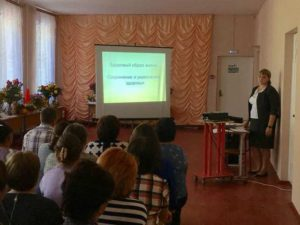 Здоровый образ жизни
Сохранение и укрепление
здоровья